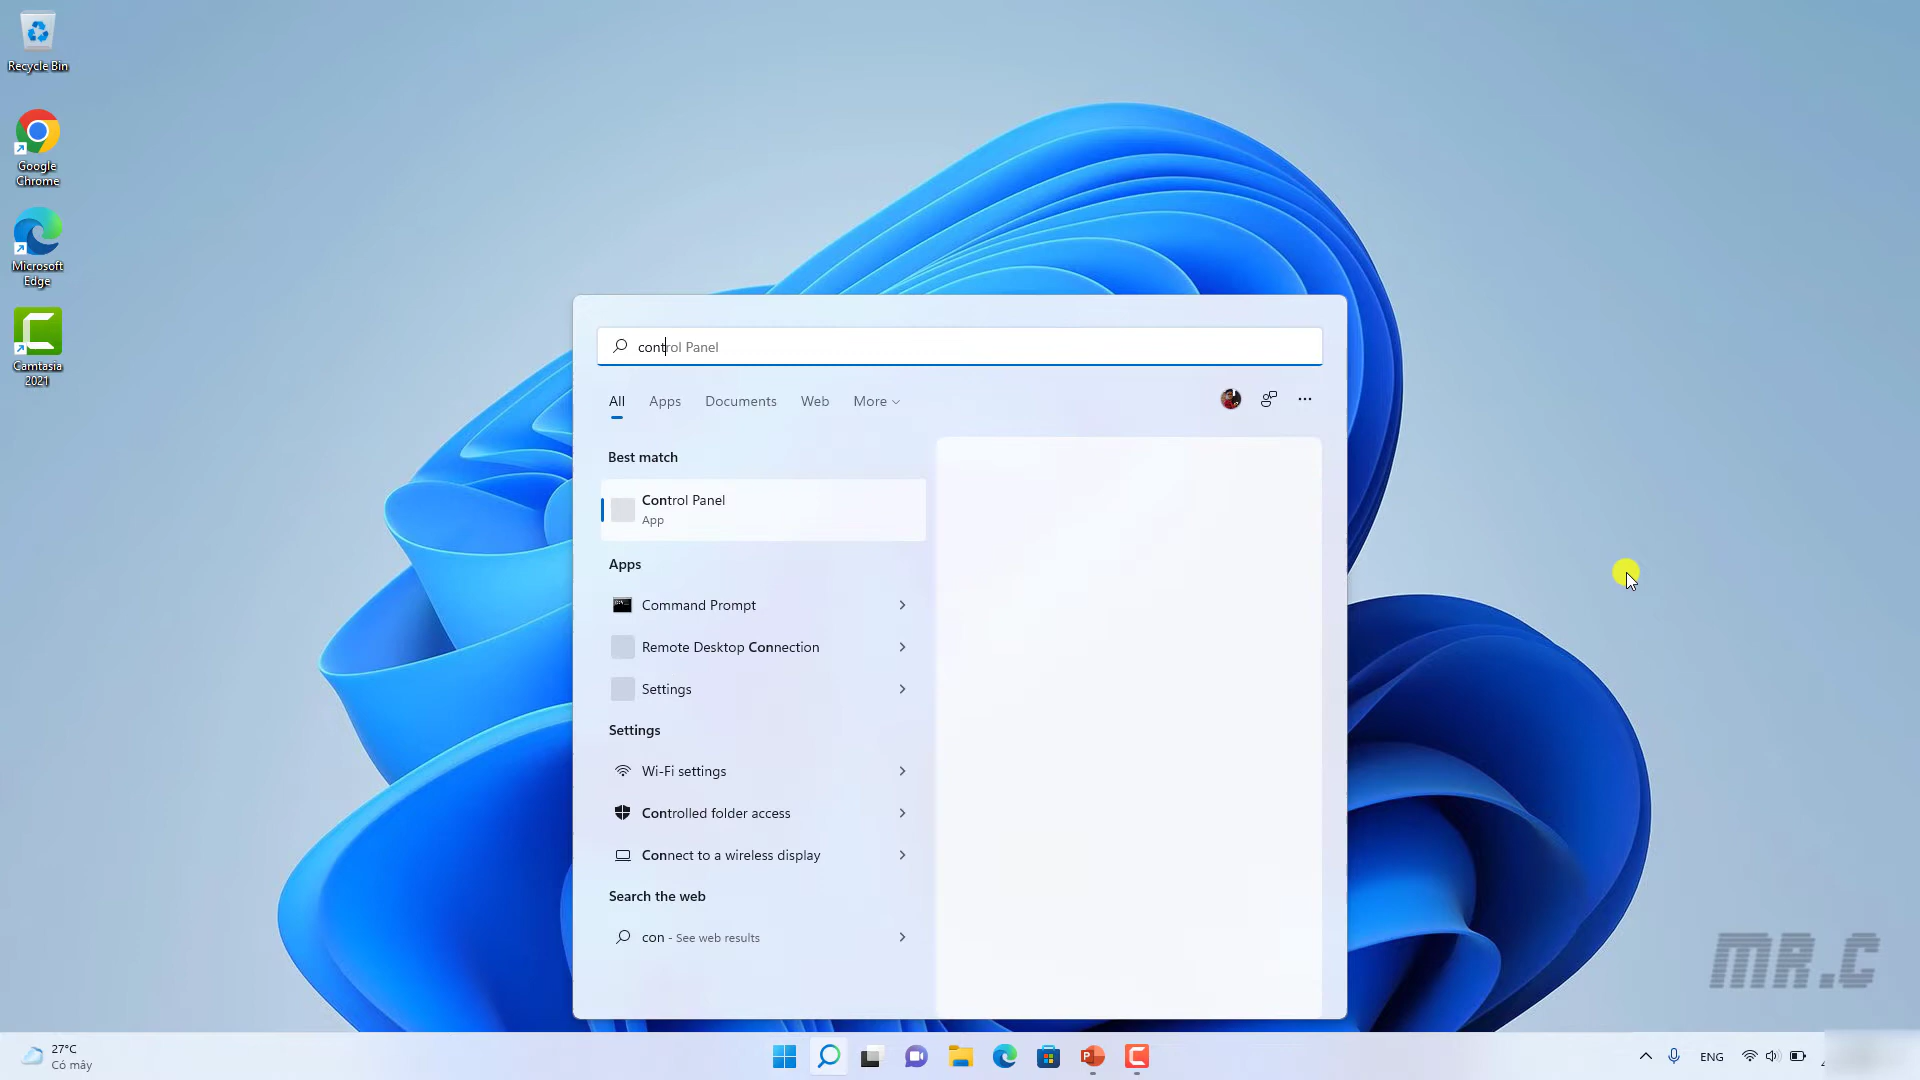 Recycle Bin
Google
Chrome
Microsoft
Edge
Camtasia
2021
control Panel
All
Apps
Documents
Web
More
Best match
Control Panel
App
Apps
Command Prompt
Remote Desktop Connection
Settings
Settings
Wi-Fi settings
Controlled folder access
Connect to a wireless display
Search the web
con - See web results
MR.C
27°C
Có mây
ENG